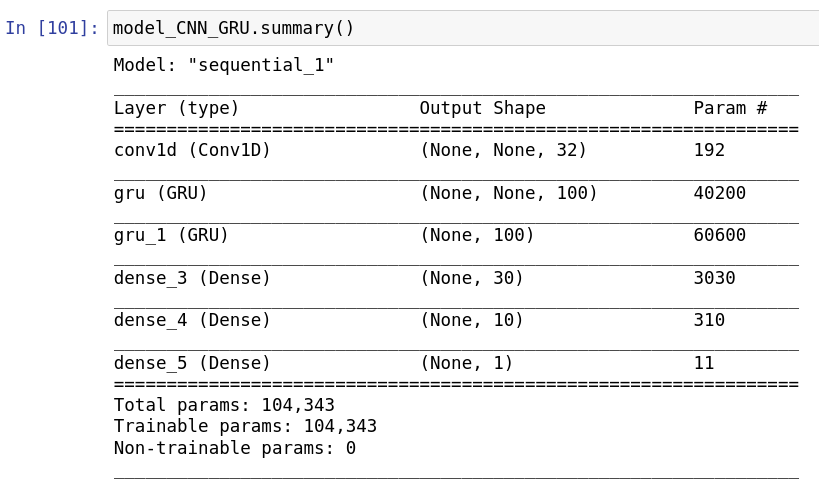 In [101]: model_CNN_GRU.summary()
Model: "sequential_1"
_________________________________________________________________
Layer (type)                 Output Shape              Param #
=================================================================
conv1d (Conv1D)              (None, None, 32)          192
_________________________________________________________________
gru (GRU)                    (None, None, 100)         40200
_________________________________________________________________
gru_1 (GRU)                  (None, 100)               60600
_________________________________________________________________
dense_3 (Dense)              (None, 30)                3030
_________________________________________________________________
dense_4 (Dense)              (None, 10)                310
_________________________________________________________________
dense_5 (Dense)              (None, 1)                 11
=================================================================
Total params: 104,343
Trainable params: 104,343
Non-trainable params: 0
_________________________________________________________________